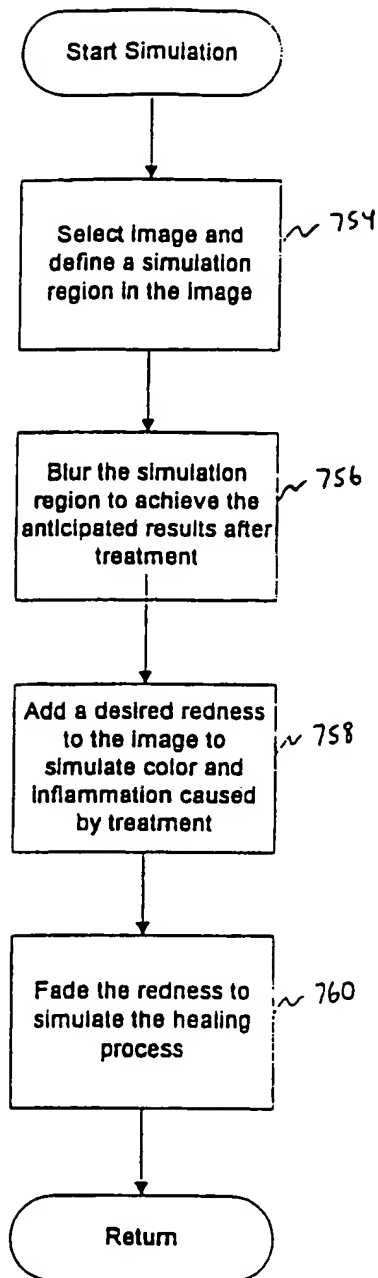 Start Simulation
Select image and
define a simulation
region in the image
754
Blur the simulation
region to achieve the
anticipated results after
treatment
756
Add a desired redness
to the image to
simulate color and
inflammation caused
by treatment
758
Fade the redness to
simulate the healing
process
760
Return